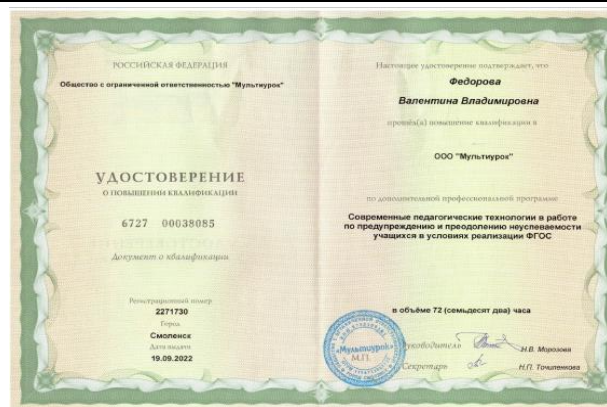 РОССИЙСКАЯ ФЕДЕРАЦИЯ
Общество с ограниченной ответственностью "Мультиурок"
УДОСТОВЕРЕНИЕ
О ПОВЫШЕНИИ КВАЛИФИКАЦИИ
6727 00038085
Документ о квалификации
Регистрационный номер
2271730
Город
Смоленск
Дата выдачи
19.09.2022
Настоящее удостоверение подтверждает, что
Федорова
Валентина Владимировна
прошёл(а) повышение квалификации в
ООО "Мультиурок"
по дополнительной профессиональной программе
Современные педагогические технологии в работе
по предупреждению и преодолению неуспеваемости
учащихся в условиях реализации ФГОС
в объёме 72 (семьдесят два) часа
«Мультиурок»
М.П.
Руководитель Н.В. Морозова
Секретарь Н.П. Точиленкова